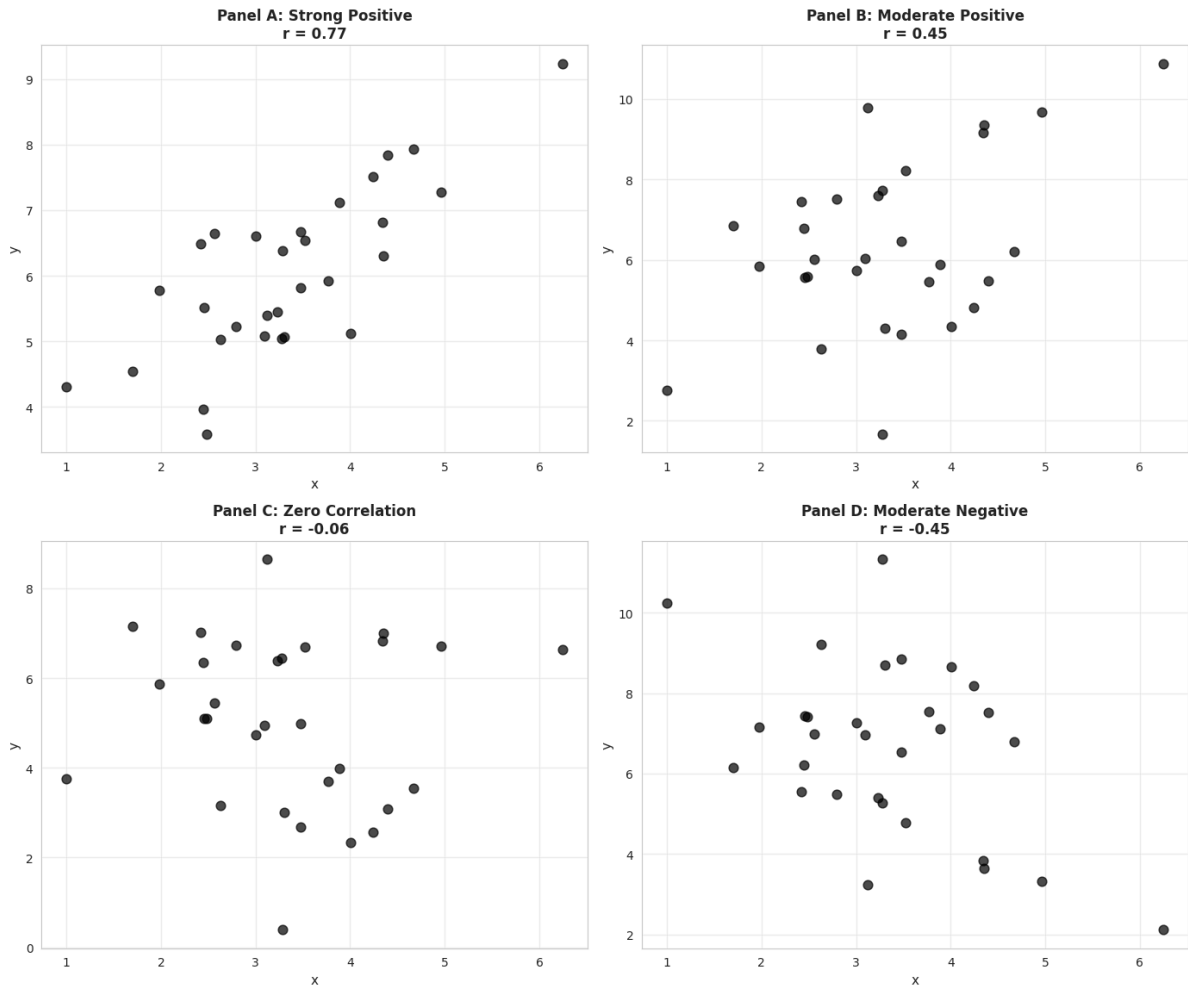 Panel A: Strong Positive
r = 0.77
9
8
7
6
5
4
y
1 2 3 4 5 6
x
Panel B: Moderate Positive
r = 0.45
10
8
6
4
2
y
1 2 3 4 5 6
x
Panel C: Zero Correlation
r = -0.06
8
6
4
2
0
y
1 2 3 4 5 6
x
Panel D: Moderate Negative
r = -0.45
10
8
6
4
2
y
1 2 3 4 5 6
x